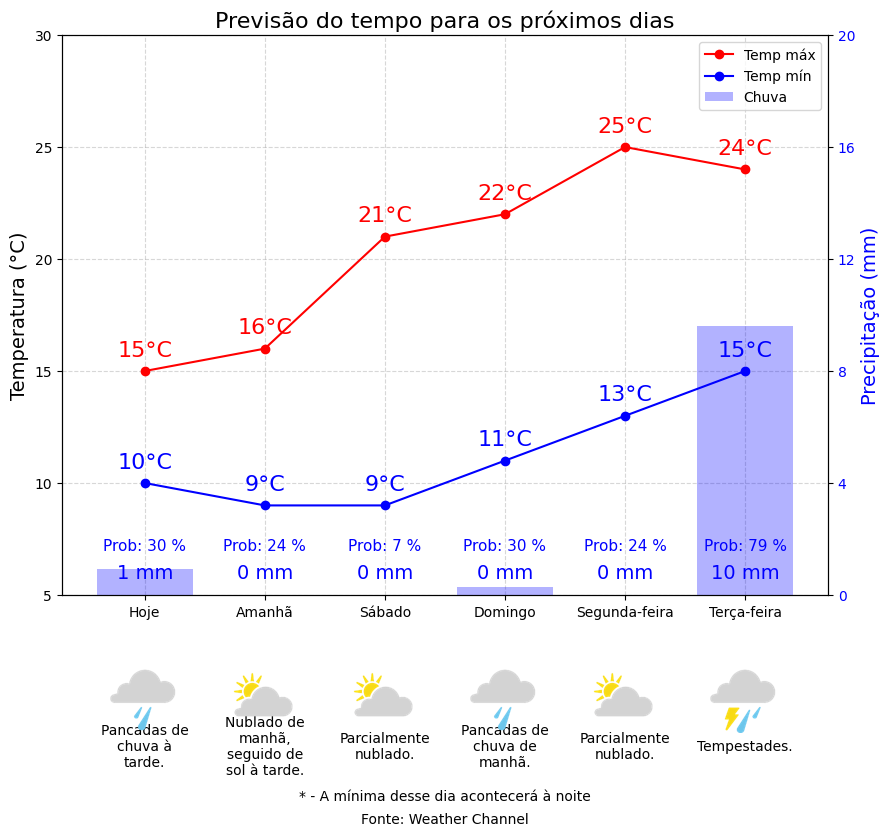 Previsão do tempo para os próximos dias
Temp máx
Temp mín
Chuva
Temperatura (°C)
Precipitação (mm)
30
25
20
15
10
5
20
16
12
8
4
0
15°C
16°C
21°C
22°C
25°C
24°C
10°C
9°C
9°C
11°C
13°C
15°C
Prob: 30 %
Prob: 24 %
Prob: 7 %
Prob: 30 %
Prob: 24 %
Prob: 79 %
1 mm
0 mm
0 mm
0 mm
0 mm
10 mm
Hoje
Amanhã
Sábado
Domingo
Segunda-feira
Terça-feira
Pancadas de
chuva à
tarde.
Nublado de
manhã,
seguido de
sol à tarde.
Parcialmente
nublado.
Pancadas de
chuva de
manhã.
Parcialmente
nublado.
Tempestades.
* - A mínima desse dia acontecerá à noite
Fonte: Weather Channel